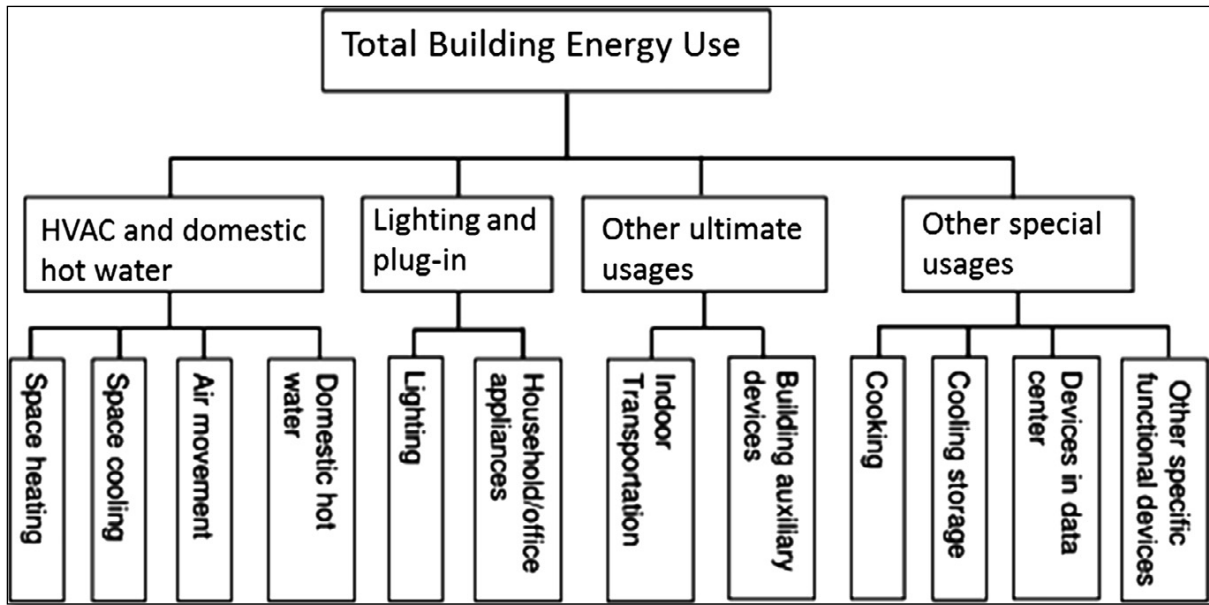 Total Building Energy Use
HVAC and domestic
hot water
Lighting and
plug-in
Other ultimate
usages
Other special
usages
Space heating
Space cooling
Air movement
Domestic hot
water
Lighting
Household/office
appliances
Indoor
Transportation
Building auxilliary
devices
Cooking
Cooling storage
Devices in data
center
Other specific
functional devices